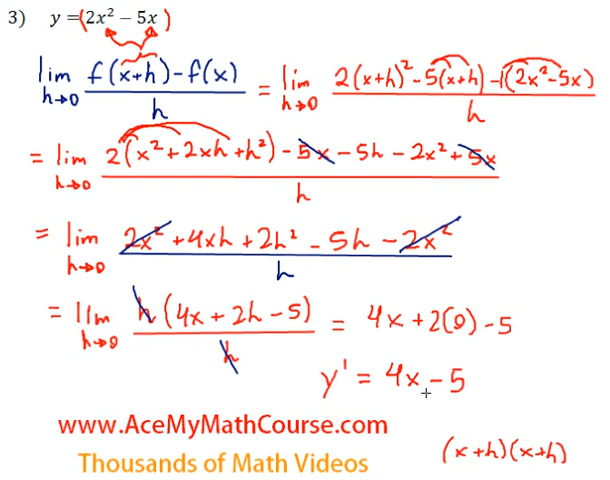 3) y =(2x² – 5x)
lim h→0 f(x+h)-f(x) / h = lim h→0 2(x+h)² - 5(x+h) - 1(2x²-5x) / h
= lim h→0 2(x² + 2xh + h²) - 5x - 5h - 2x² + 5x / h
= lim h→0 2x² + 4xh + 2h² - 5h - 2x² / h
= lim h→0 h(4x + 2h - 5) / h = 4x + 2(0) - 5
y' = 4x - 5
www.AceMyMathCourse.com
Thousands of Math Videos
(x+h)(x+h)